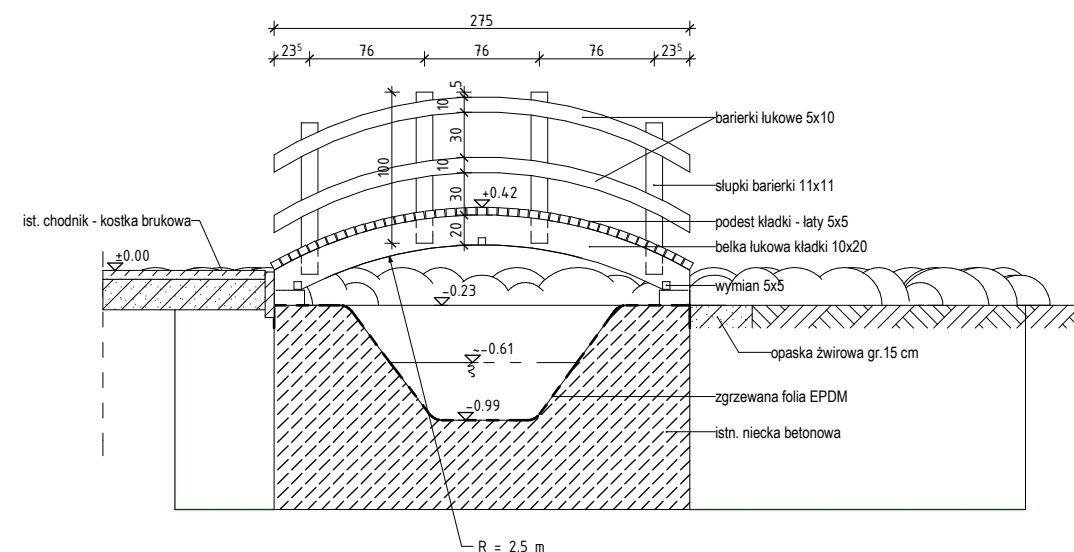 275
23⁵ 76 76 76 23⁵
5
10
30
100
10
30
20
barierki łukowe 5x10
słupki barierki 11x11
+0.42
podest kładki - łaty 5x5
ist. chodnik - kostka brukowa
belka łukowa kładki 10x20
±0.00
wymian 5x5
−0.23
opaska żwirowa gr.15 cm
~−0.61
zgrzewana folia EPDM
−0.99
istn. niecka betonowa
R = 2.5 m